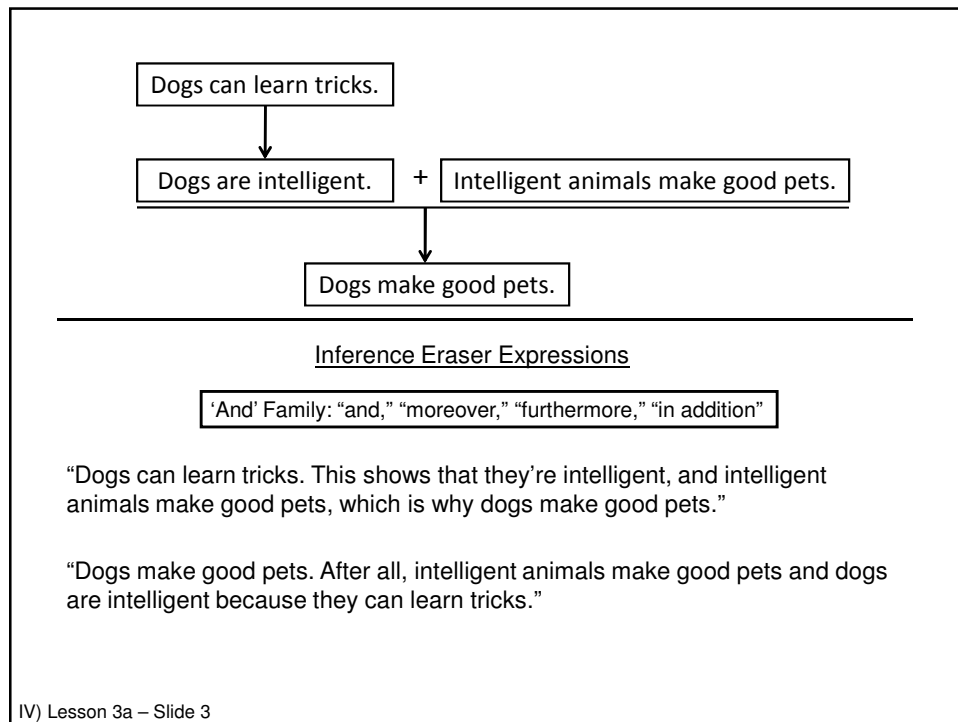 Dogs can learn tricks.
Dogs are intelligent. + Intelligent animals make good pets.
Dogs make good pets.
Inference Eraser Expressions
‘And’ Family: “and,” “moreover,” “furthermore,” “in addition”
“Dogs can learn tricks. This shows that they’re intelligent, and intelligent
animals make good pets, which is why dogs make good pets.”
“Dogs make good pets. After all, intelligent animals make good pets and dogs
are intelligent because they can learn tricks.”
IV) Lesson 3a – Slide 3